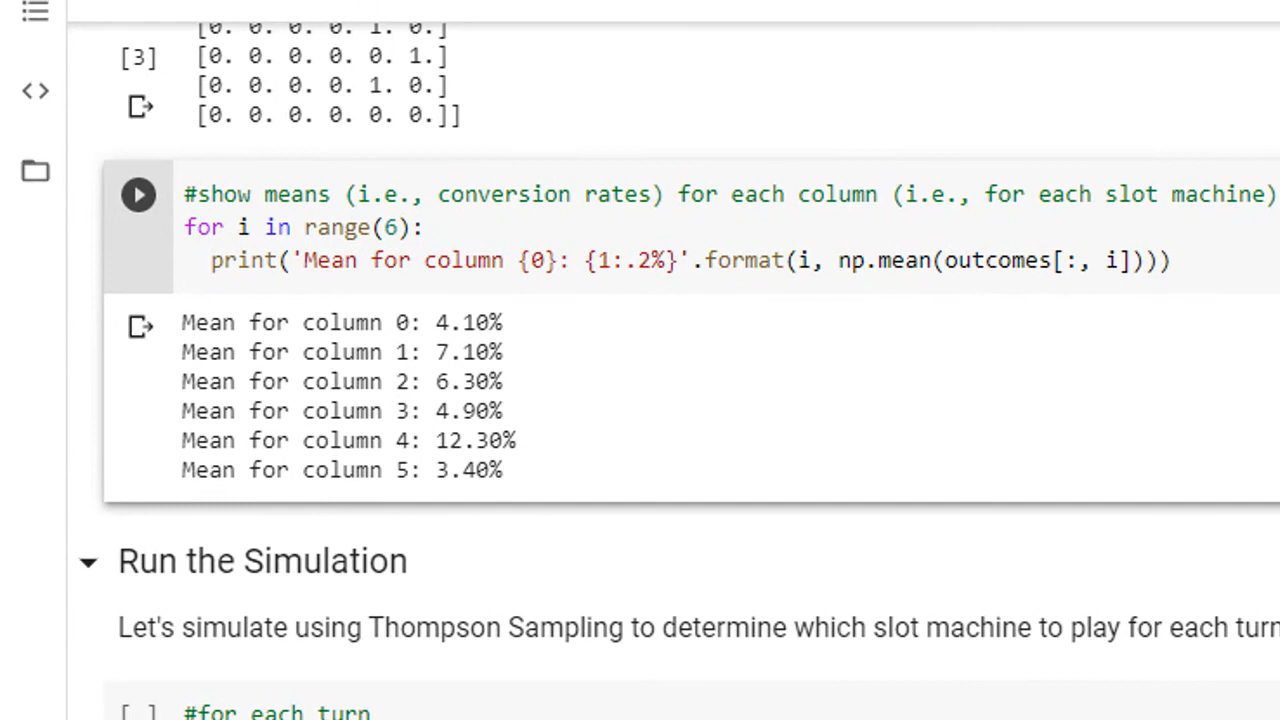 [0. 0. 0. 0. 1. 0.]
[3] [0. 0. 0. 0. 0. 1.]
[0. 0. 0. 0. 1. 0.]
[0. 0. 0. 0. 0. 0.]]
#show means (i.e., conversion rates) for each column (i.e., for each slot machine)
for i in range(6):
  print('Mean for column {0}: {1:.2%}'.format(i, np.mean(outcomes[:, i])))
Mean for column 0: 4.10%
Mean for column 1: 7.10%
Mean for column 2: 6.30%
Mean for column 3: 4.90%
Mean for column 4: 12.30%
Mean for column 5: 3.40%
Run the Simulation
Let's simulate using Thompson Sampling to determine which slot machine to play for each turn
[ ] #for each turn